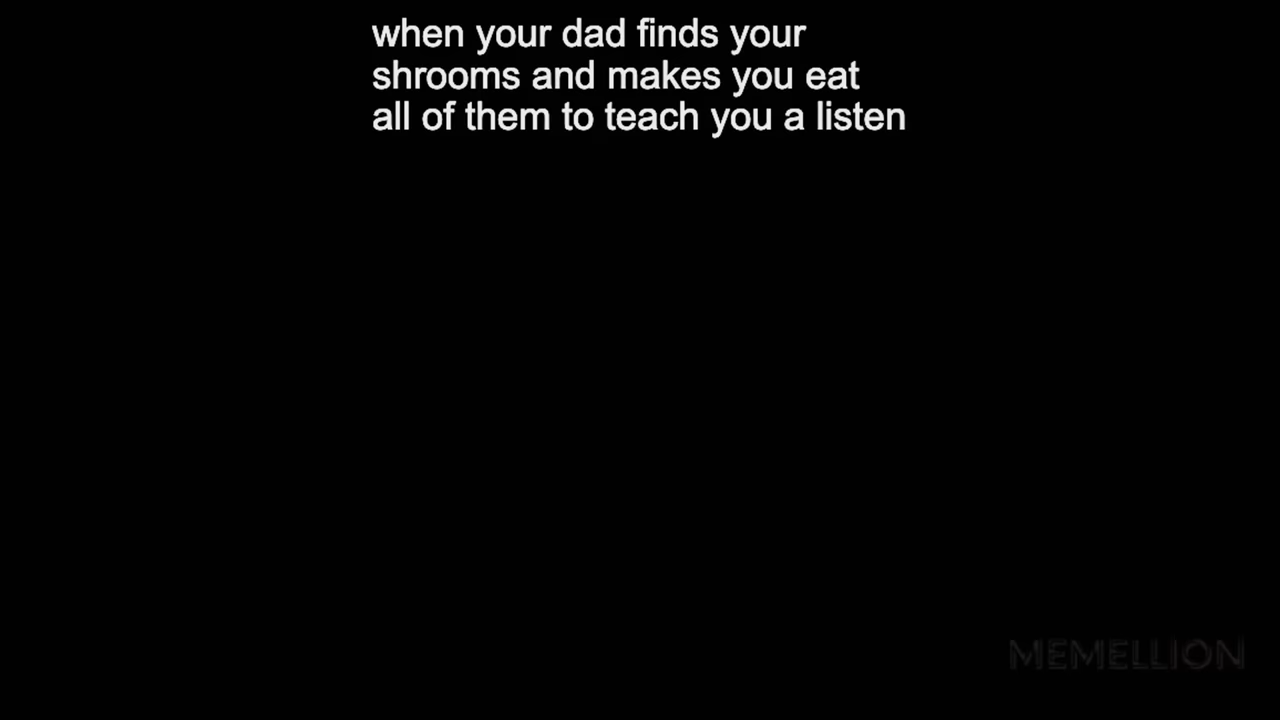 when your dad finds your
shrooms and makes you eat
all of them to teach you a listen
MEMELLION